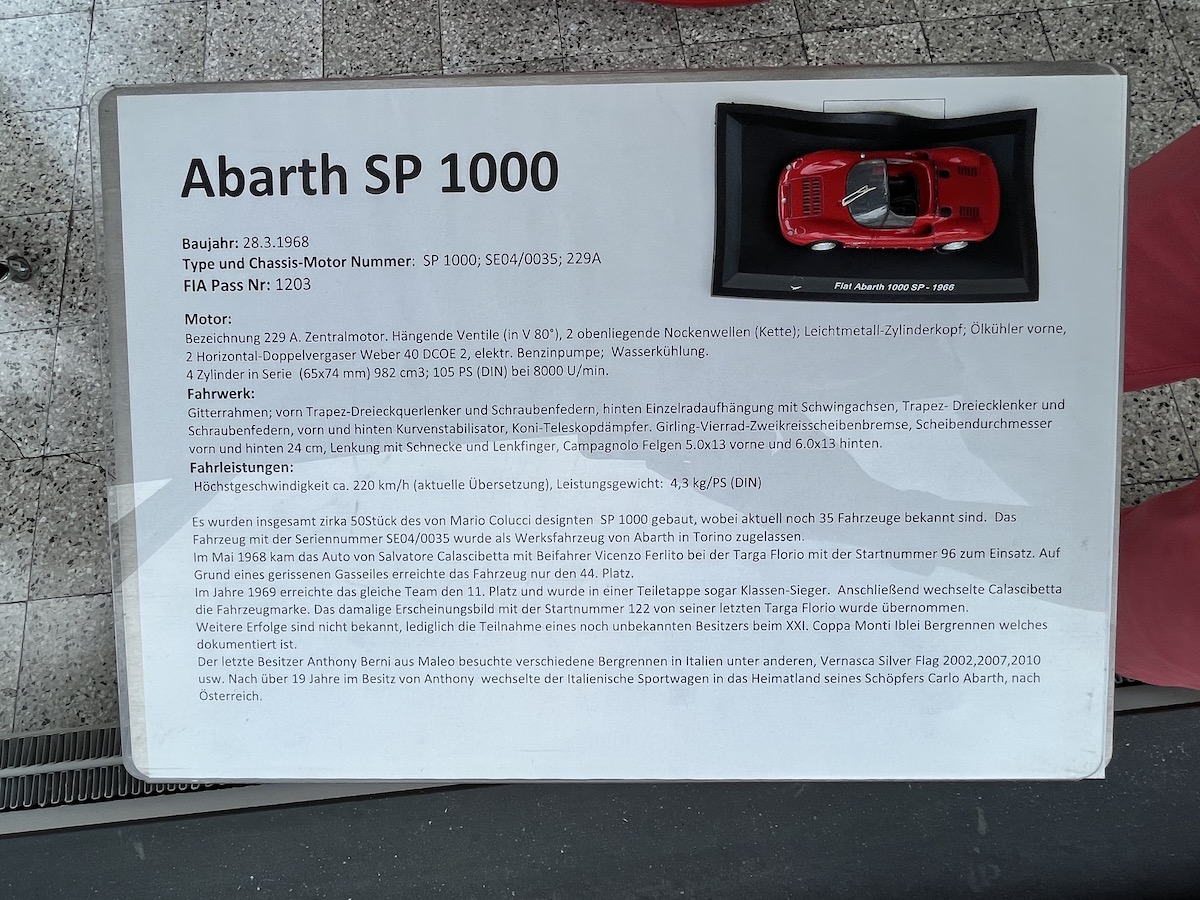 Abarth SP 1000
Fiat Abarth 1000 SP - 1966
Baujahr: 28.3.1968
Type und Chassis-Motor Nummer: SP 1000; SE04/0035; 229A
FIA Pass Nr: 1203
Motor:
Bezeichnung 229 A. Zentralmotor. Hängende Ventile (in V 80°), 2 obenliegende Nockenwellen (Kette); Leichtmetall-Zylinderkopf; Ölkühler vorne,
2 Horizontal-Doppelvergaser Weber 40 DCOE 2, elektr. Benzinpumpe; Wasserkühlung.
4 Zylinder in Serie (65x74 mm) 982 cm3; 105 PS (DIN) bei 8000 U/min.
Fahrwerk:
Gitterrahmen; vorn Trapez-Dreieckquerlenker und Schraubenfedern, hinten Einzelradaufhängung mit Schwingachsen, Trapez- Dreiecklenker und
Schraubenfedern, vorn und hinten Kurvenstabilisator, Koni-Teleskopdämpfer. Girling-Vierrad-Zweikreisscheibenbremse, Scheibendurchmesser
vorn und hinten 24 cm, Lenkung mit Schnecke und Lenkfinger, Campagnolo Felgen 5.0x13 vorne und 6.0x13 hinten.
Fahrleistungen:
Höchstgeschwindigkeit ca. 220 km/h (aktuelle Übersetzung), Leistungsgewicht: 4,3 kg/PS (DIN)
Es wurden insgesamt zirka 50Stück des von Mario Colucci designten SP 1000 gebaut, wobei aktuell noch 35 Fahrzeuge bekannt sind. Das
Fahrzeug mit der Seriennummer SE04/0035 wurde als Werksfahrzeug von Abarth in Torino zugelassen.
Im Mai 1968 kam das Auto von Salvatore Calascibetta mit Beifahrer Vicenzo Ferlito bei der Targa Florio mit der Startnummer 96 zum Einsatz. Auf
Grund eines gerissenen Gasseiles erreichte das Fahrzeug nur den 44. Platz.
Im Jahre 1969 erreichte das gleiche Team den 11. Platz und wurde in einer Teiletappe sogar Klassen-Sieger. Anschließend wechselte Calascibetta
die Fahrzeugmarke. Das damalige Erscheinungsbild mit der Startnummer 122 von seiner letzten Targa Florio wurde übernommen.
Weitere Erfolge sind nicht bekannt, lediglich die Teilnahme eines noch unbekannten Besitzers beim XXI. Coppa Monti Iblei Bergrennen welches
dokumentiert ist.
Der letzte Besitzer Anthony Berni aus Maleo besuchte verschiedene Bergrennen in Italien unter anderen, Vernasca Silver Flag 2002,2007,2010
usw. Nach über 19 Jahre im Besitz von Anthony wechselte der Italienische Sportwagen in das Heimatland seines Schöpfers Carlo Abarth, nach
Österreich.